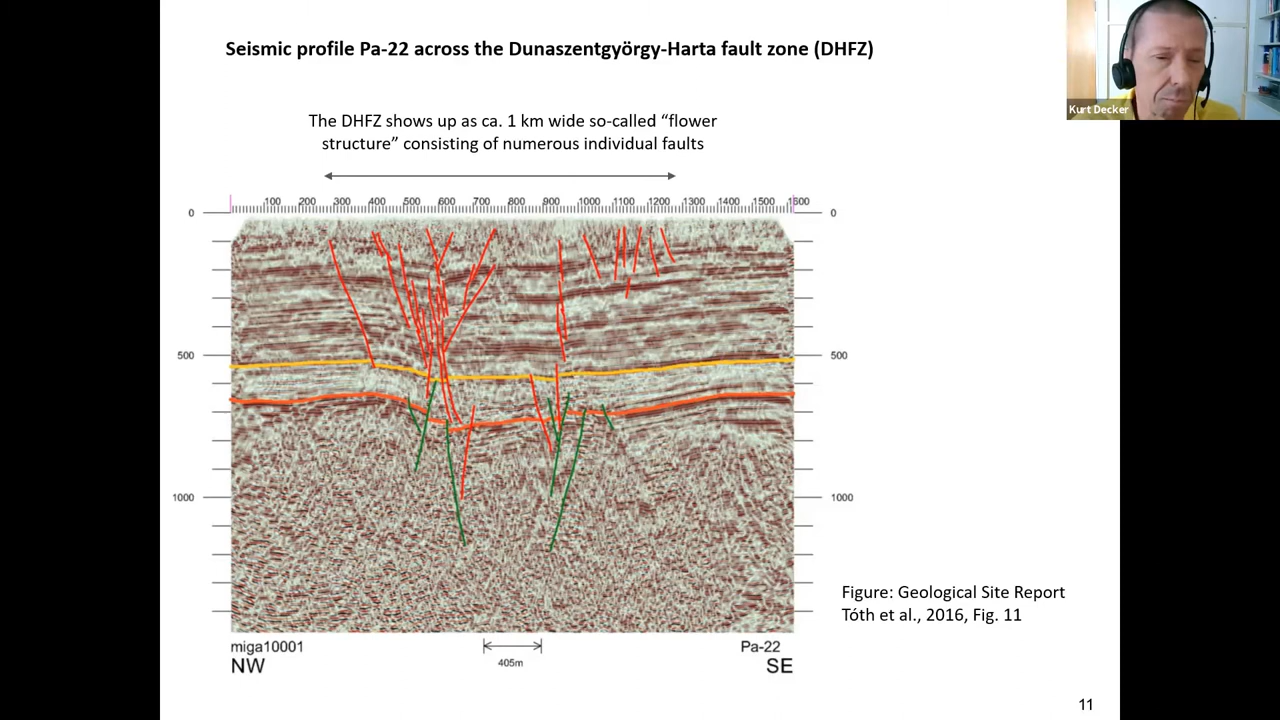 Seismic profile Pa-22 across the Dunaszentgyörgy-Harta fault zone (DHFZ)
Kurt Decker
The DHFZ shows up as ca. 1 km wide so-called “flower
structure” consisting of numerous individual faults
100 200 300 400 500 600 700 800 900 1000 1100 1200 1300 1400 1500 1600
0 0
500 500
1000 1000
Figure: Geological Site Report
Tóth et al., 2016, Fig. 11
miga10001 Pa-22
405m
NW SE
11